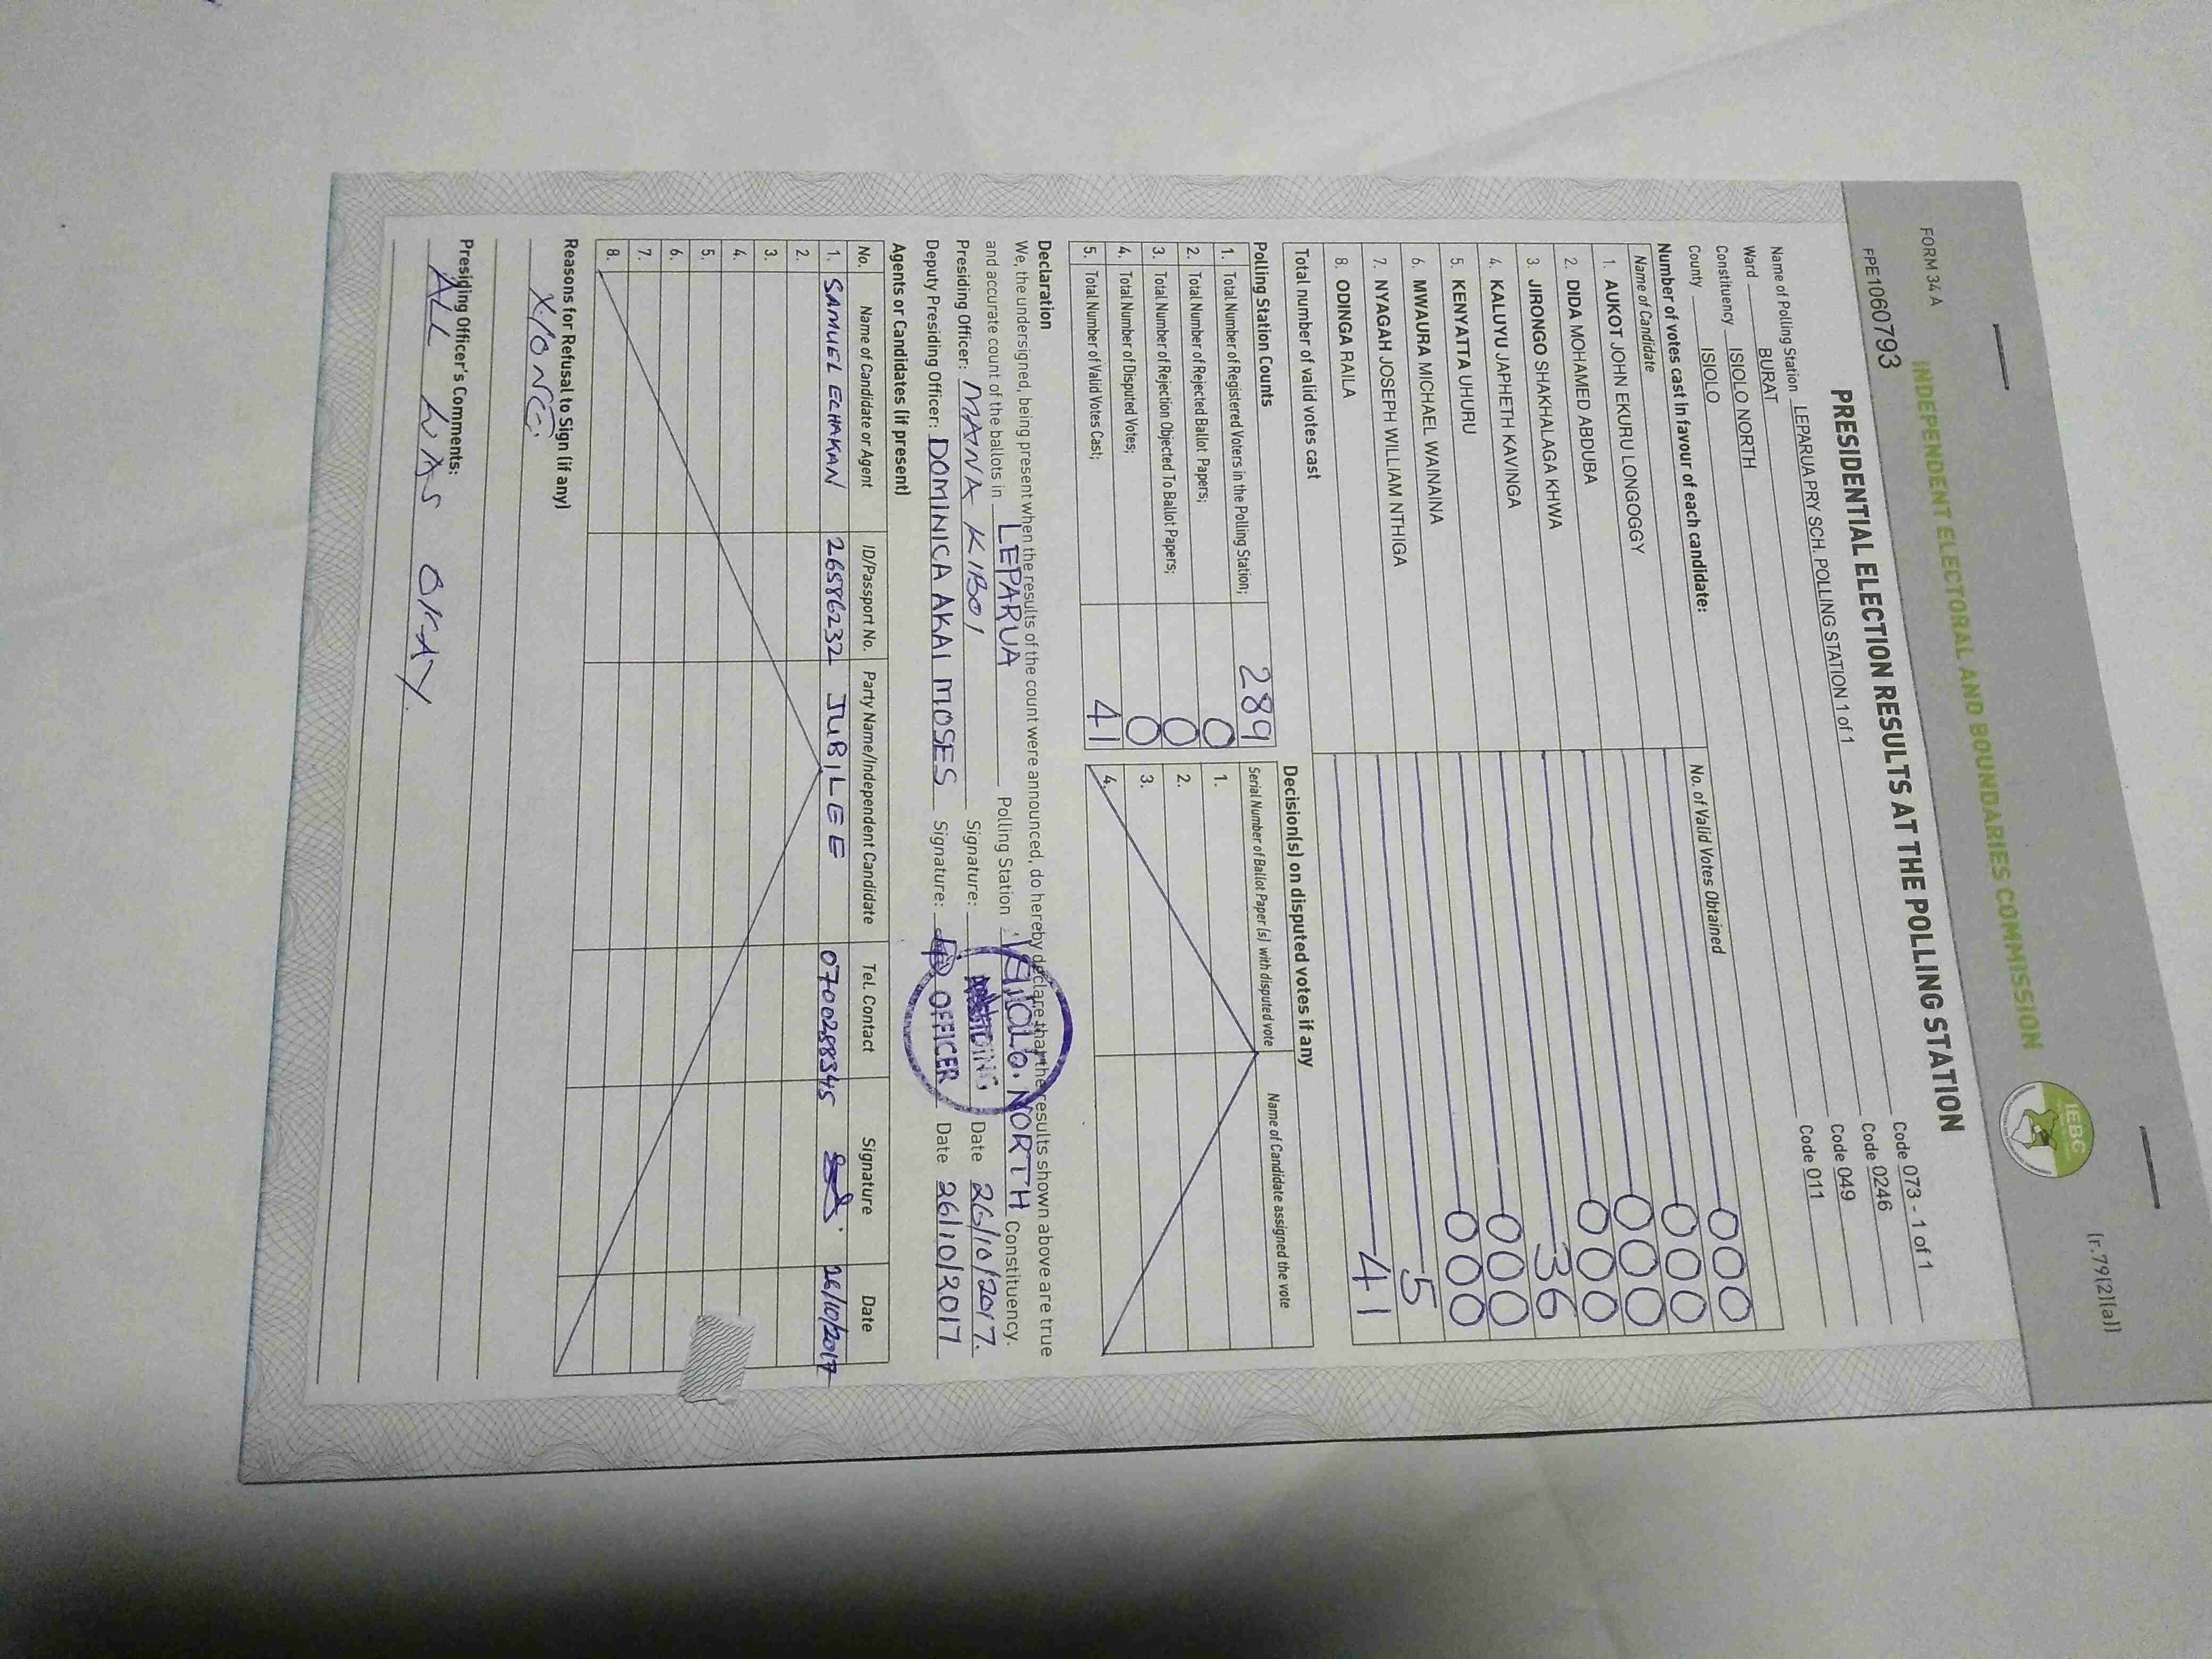 FORM 34 A
[r.79(2)(a)]
INDEPENDENT ELECTORAL AND BOUNDARIES COMMISSION
IEBC
FPE1060793
PRESIDENTIAL ELECTION RESULTS AT THE POLLING STATION
Name of Polling Station LEPARUA PRY SCH. POLLING STATION 1 of 1 Code 073 - 1 of 1
Ward BURAT Code 0246
Constituency ISIOLO NORTH Code 049
County ISIOLO Code 011
Number of votes cast in favour of each candidate:
Name of Candidate No. of Valid Votes Obtained
1. AUKOT JOHN EKURU LONGOGGY 000
2. DIDA MOHAMED ABDUBA 000
3. JIRONGO SHAKHALAGA KHWA 000
4. KALUYU JAPHETH KAVINGA 000
5. KENYATTA UHURU 36
6. MWAURA MICHAEL WAINAINA 000
7. NYAGAH JOSEPH WILLIAM NTHIGA 000
8. ODINGA RAILA 5
Total number of valid votes cast 41
Polling Station Counts
1. Total Number of Registered Voters in the Polling Station; 289
2. Total Number of Rejected Ballot Papers; 0
3. Total Number of Rejection Objected To Ballot Papers; 0
4. Total Number of Disputed Votes; 0
5. Total Number of Valid Votes Cast; 41
Decision(s) on disputed votes if any
Serial Number of Ballot Paper(s) with disputed vote Name of Candidate assigned the vote
1.
2.
3.
4.
Declaration
We, the undersigned, being present when the results of the count were announced, do hereby declare that the results shown above are true
and accurate count of the ballots in LEPARUA Polling Station, ISIOLO. NORTH Constituency.
Presiding Officer: MAINA KIBOI Signature: Date 26/10/2017.
Deputy Presiding Officer: DOMINICA AKAI MOSES Signature: Date 26/10/2017
PRESIDING
OFFICER
Agents or Candidates (if present)
No. Name of Candidate or Agent ID/Passport No. Party Name/Independent Candidate Tel. Contact Signature Date
1. SAMUEL ECHAKAN 26586232 JUBILEE 0700258345 26/10/2017
2.
3.
4.
5.
6.
7.
8.
Reasons for Refusal to Sign (if any)
Presiding Officer's Comments:
ALL WAS OKAY.